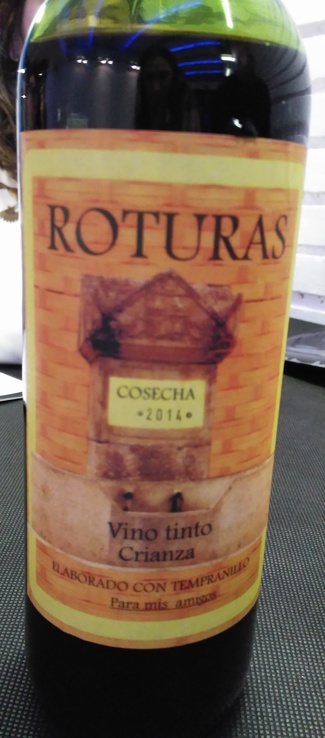 ROTURAS
COSECHA
•2014•
Vino tinto
Crianza
ELABORADO CON TEMPRANILLO
Para mis amigos